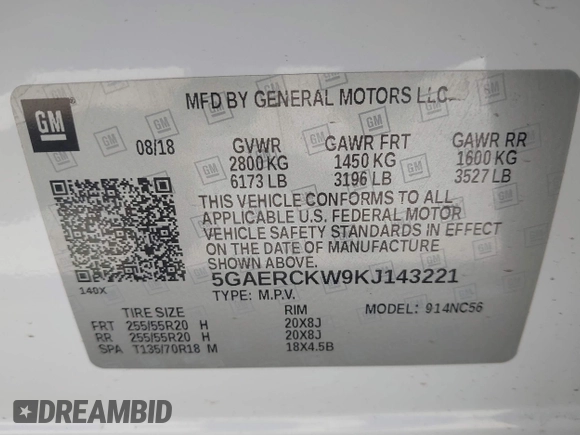 GM
MFD BY GENERAL MOTORS LLC
08/18 GVWR GAWR FRT GAWR RR
2800 KG 1450 KG 1600 KG
6173 LB 3196 LB 3527 LB
THIS VEHICLE CONFORMS TO ALL
APPLICABLE U.S. FEDERAL MOTOR
VEHICLE SAFETY STANDARDS IN EFFECT
ON THE DATE OF MANUFACTURE
SHOWN ABOVE.
5GAERCKW9KJ143221
140X
TYPE: M.P.V. MODEL: 914NC56
TIRE SIZE RIM
FRT 255/55R20 H 20X8J
RR 255/55R20 H 20X8J
SPA T135/70R18 M 18X4.5B
DREAMBID